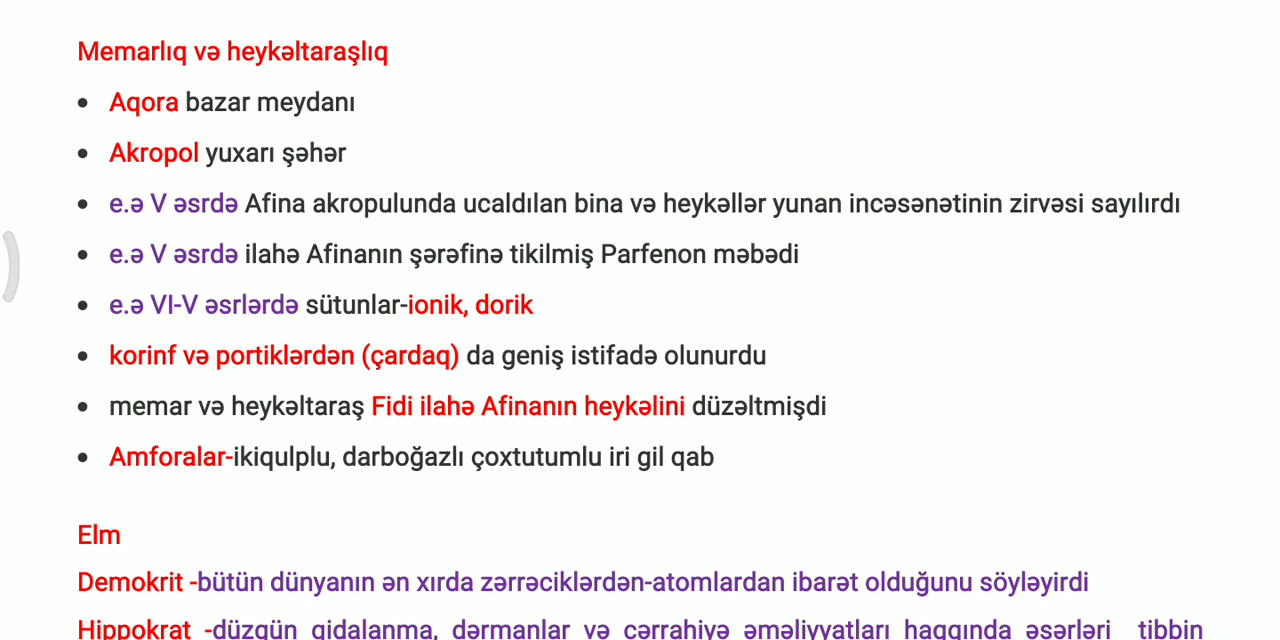 Memarlıq və heykəltaraşlıq
• Aqora bazar meydanı
• Akropol yuxarı şəhər
• e.ə V əsrdə Afina akropulunda ucaldılan bina və heykəllər yunan incəsənətinin zirvəsi sayılırdı
• e.ə V əsrdə ilahə Afinanın şərəfinə tikilmiş Parfenon məbədi
• e.ə VI-V əsrlərdə sütunlar-ionik, dorik
• korinf və portiklərdən (çardaq) da geniş istifadə olunurdu
• memar və heykəltaraş Fidi ilahə Afinanın heykəlini düzəltmişdi
• Amforalar-ikiqulplu, darboğazlı çoxtutumlu iri gil qab
Elm
Demokrit -bütün dünyanın ən xırda zərrəciklərdən-atomlardan ibarət olduğunu söyləyirdi
Hippokrat -düzgün qidalanma, dərmanlar və cərrahiyə əməliyyatları haqqında əsərləri tibbin